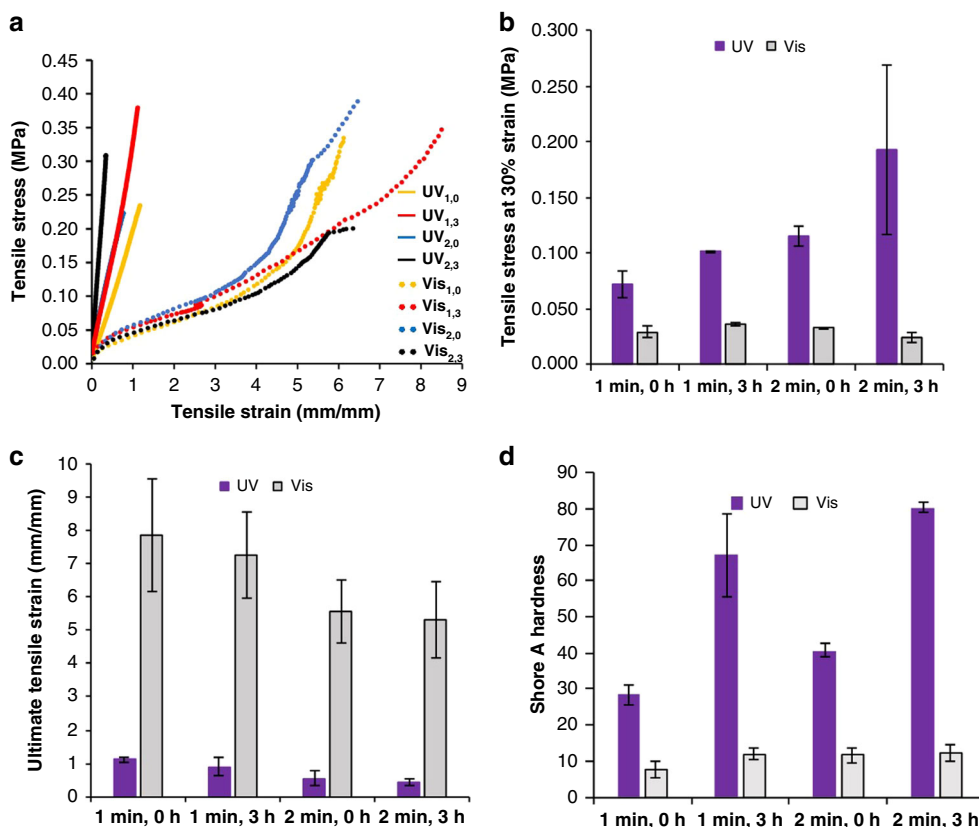 a
Tensile stress (MPa)
0.45
0.40
0.35
0.30
0.25
0.20
0.15
0.10
0.05
0.00
0 1 2 3 4 5 6 7 8 9
Tensile strain (mm/mm)
UV1,0
UV1,3
UV2,0
UV2,3
Vis1,0
Vis1,3
Vis2,0
Vis2,3
b
Tensile stress at 30% strain (MPa)
0.300
0.250
0.200
0.150
0.100
0.050
0.000
UV Vis
1 min, 0 h 1 min, 3 h 2 min, 0 h 2 min, 3 h
c
Ultimate tensile strain (mm/mm)
10
9
8
7
6
5
4
3
2
1
0
UV Vis
1 min, 0 h 1 min, 3 h 2 min, 0 h 2 min, 3 h
d
Shore A hardness
90
80
70
60
50
40
30
20
10
0
UV Vis
1 min, 0 h 1 min, 3 h 2 min, 0 h 2 min, 3 h